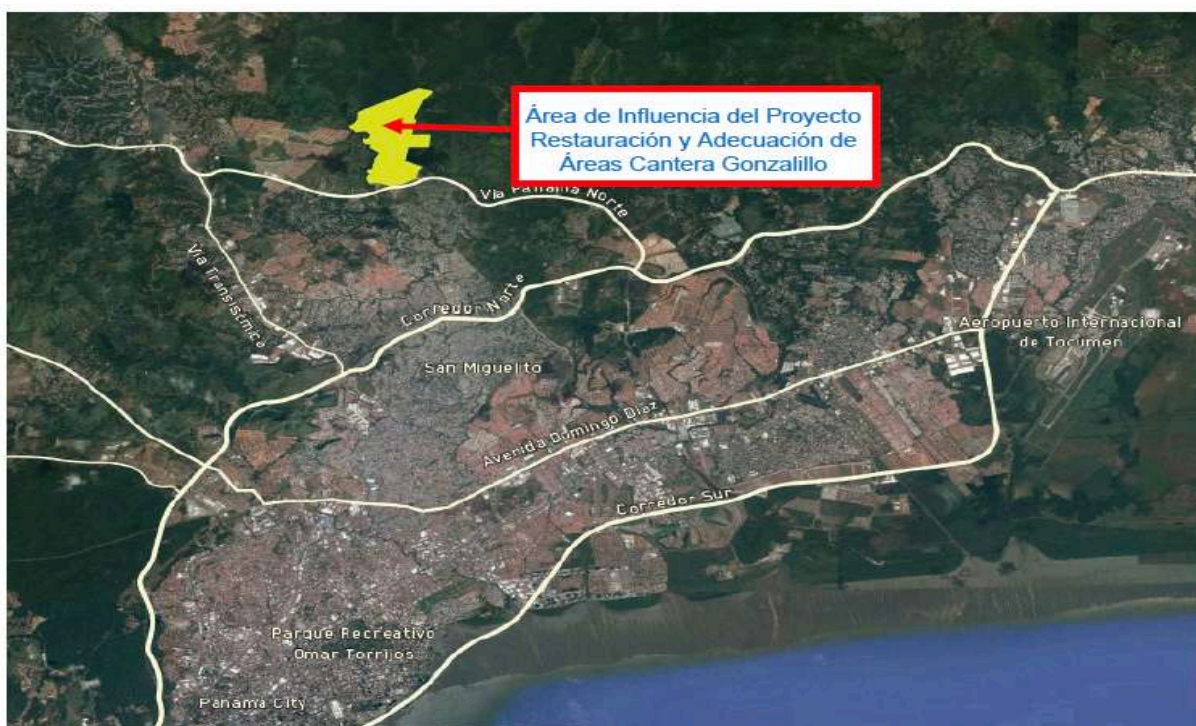 Área de Influencia del Proyecto
Restauración y Adecuación de
Áreas Cantera Gonzalillo
Vía Panamá Norte
Vía Transístmica
Corredor Norte
San Miguelito
Aeropuerto Internacional
de Tocumen
Avenida Domingo Díaz
Corredor Sur
Parque Recreativo
Omar Torrijos
Panama City